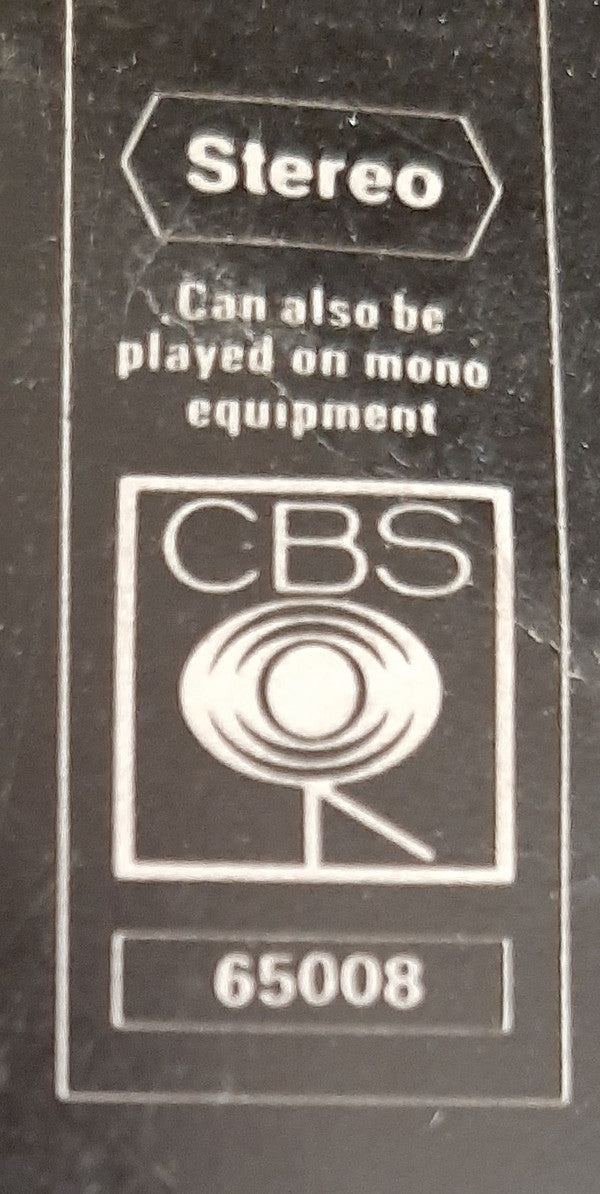 Stereo
Can also be
played on mono
equipment
CBS
65008